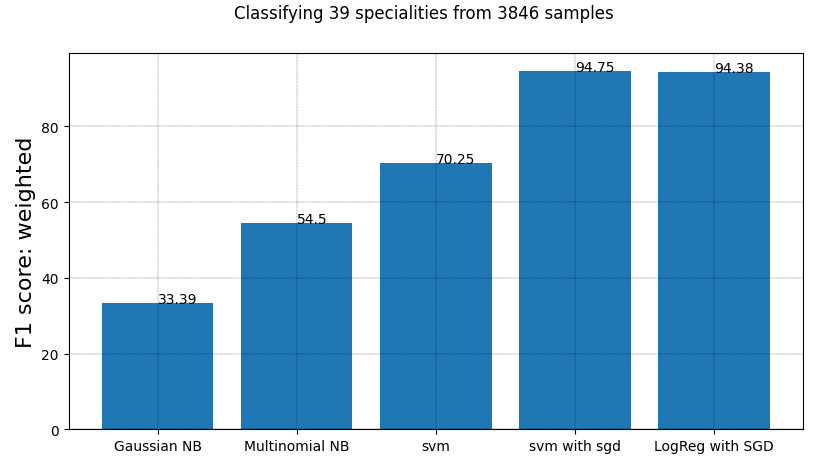 Classifying 39 specialities from 3846 samples
F1 score: weighted
80
60
40
20
0
33.39
54.5
70.25
94.75
94.38
Gaussian NB
Multinomial NB
svm
svm with sgd
LogReg with SGD